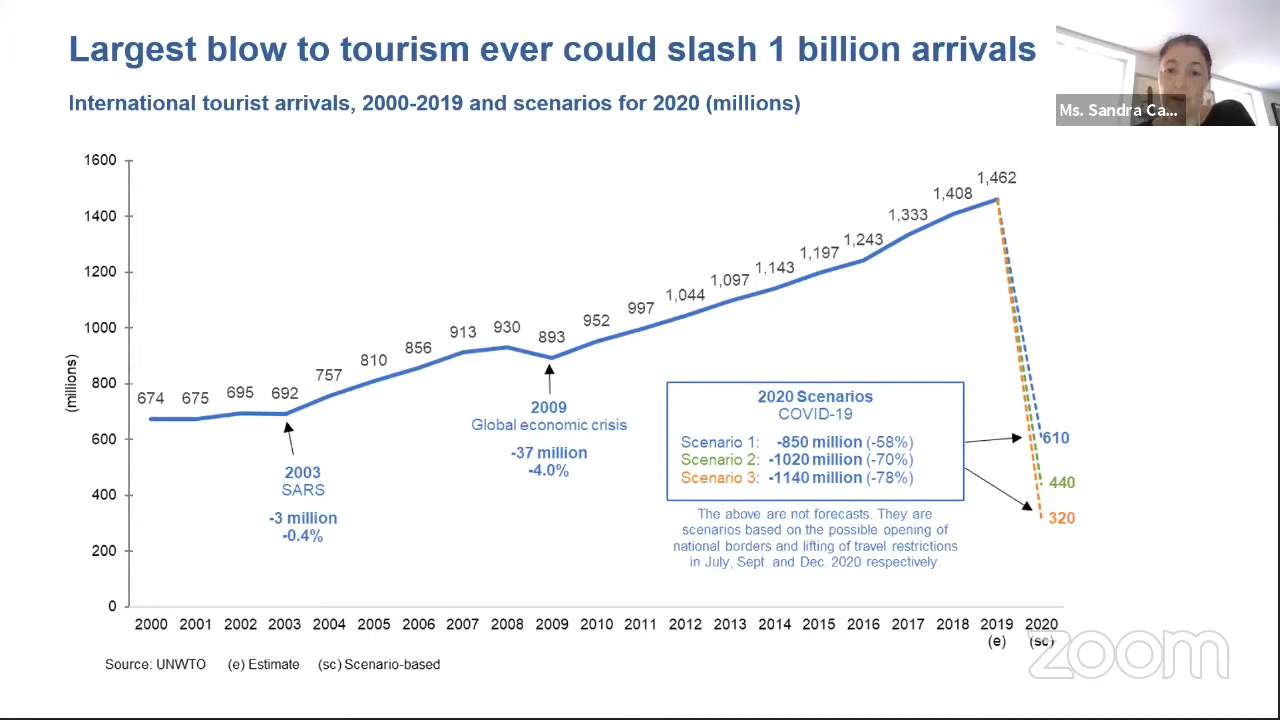 Largest blow to tourism ever could slash 1 billion arrivals
International tourist arrivals, 2000-2019 and scenarios for 2020 (millions)
Ms. Sandra Ca...
(millions)
1600
1400
1200
1000
800
600
400
200
0
674 675 695 692 757 810 856 913 930 893 952 997 1,044 1,097 1,143 1,197 1,243 1,333 1,408 1,462
610
440
320
2003
SARS
-3 million
-0.4%
2009
Global economic crisis
-37 million
-4.0%
2020 Scenarios
COVID-19
Scenario 1: -850 million (-58%)
Scenario 2: -1020 million (-70%)
Scenario 3: -1140 million (-78%)
The above are not forecasts. They are
scenarios based on the possible opening of
national borders and lifting of travel restrictions
in July, Sept. and Dec. 2020 respectively.
2000 2001 2002 2003 2004 2005 2006 2007 2008 2009 2010 2011 2012 2013 2014 2015 2016 2017 2018 2019 2020
(e) (sc)
Source: UNWTO (e) Estimate (sc) Scenario-based
zoom